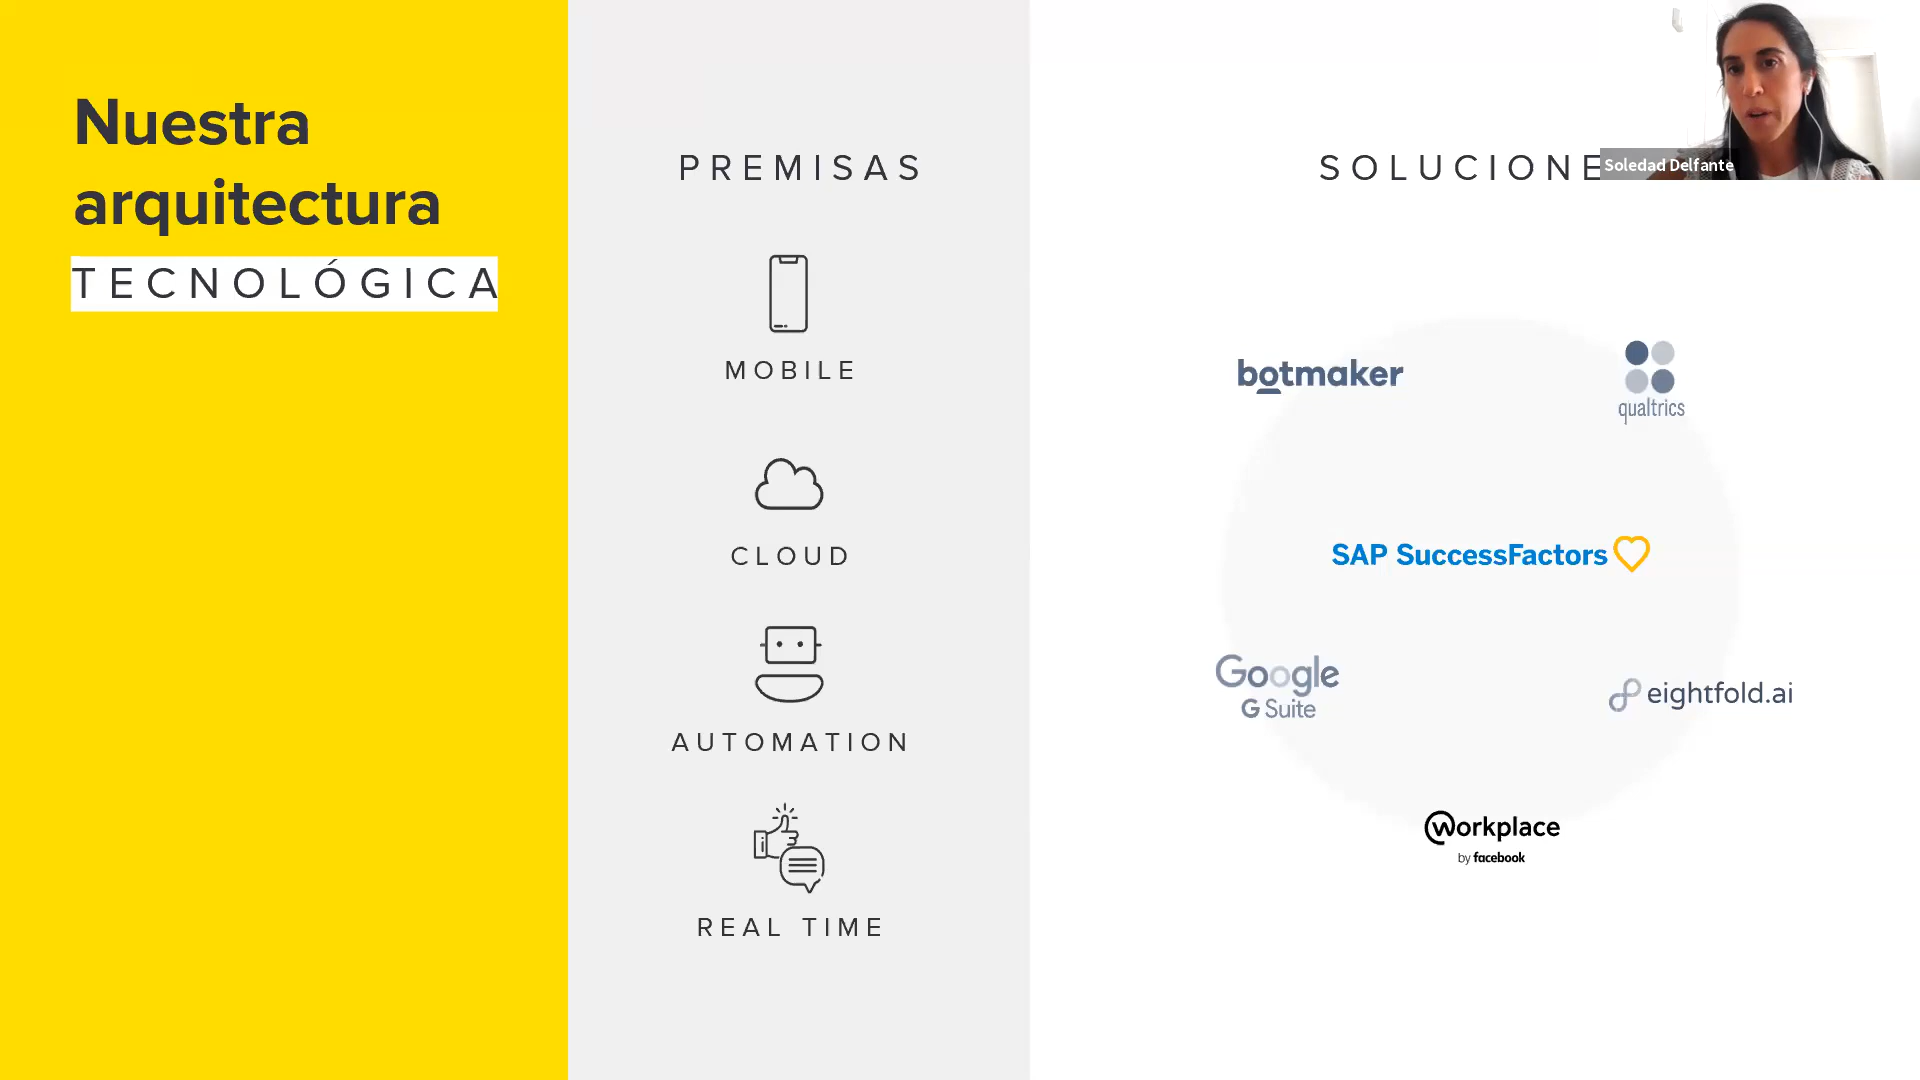 Nuestra
arquitectura
TECNOLÓGICA
PREMISAS
MOBILE
CLOUD
AUTOMATION
REAL TIME
SOLUCIONE
Soledad Delfante
botmaker
qualtrics
SAP SuccessFactors
Google
G Suite
eightfold.ai
workplace
by facebook